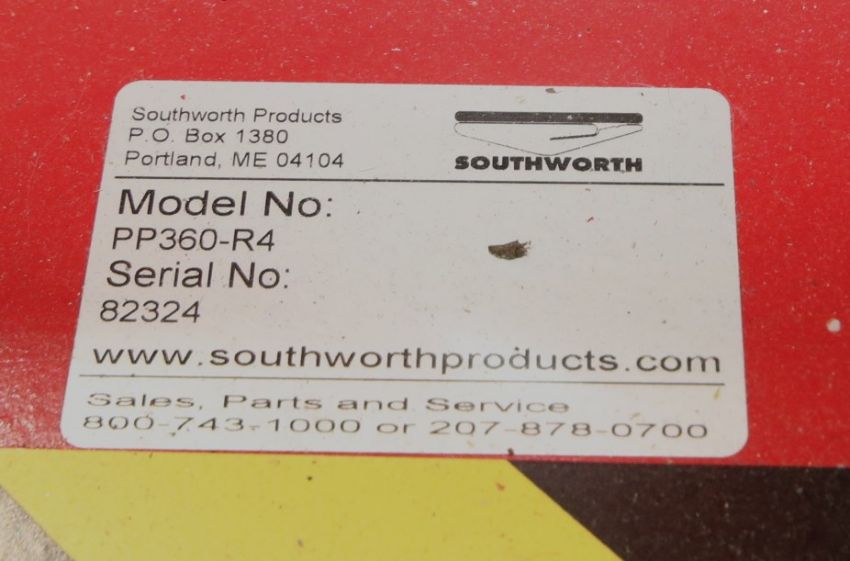 Southworth Products
P.O. Box 1380
Portland, ME 04104
SOUTHWORTH
Model No:
PP360-R4
Serial No:
82324
www.southworthproducts.com
Sales, Parts and Service
800-743-1000 or 207-878-0700